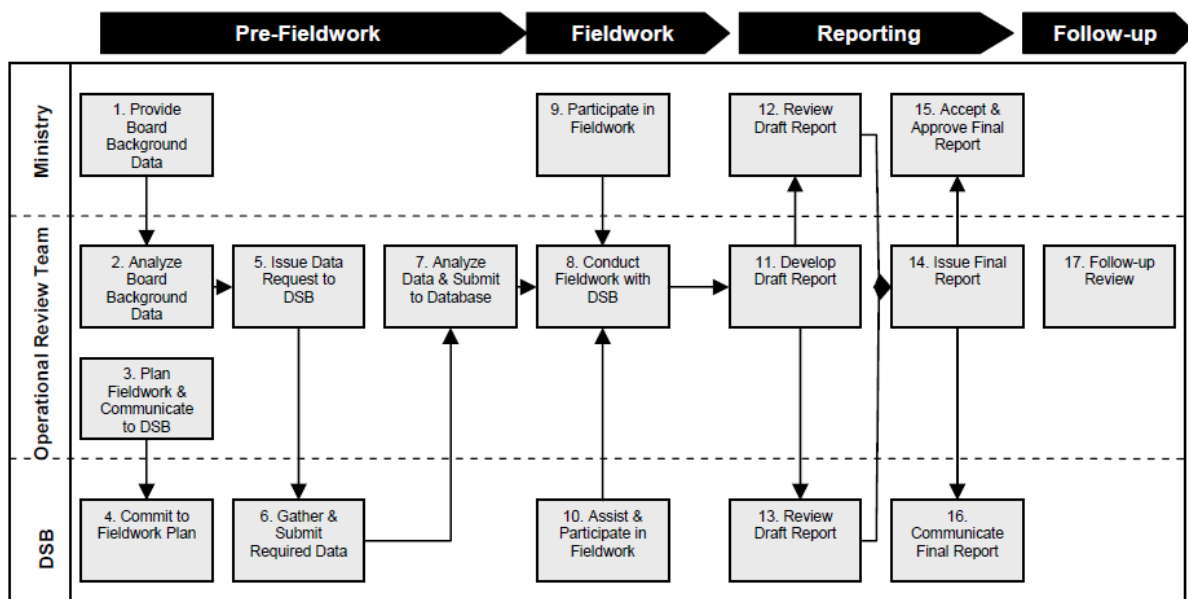 Pre-Fieldwork
Fieldwork
Reporting
Follow-up
Ministry
1. Provide
Board
Background
Data
9. Participate in
Fieldwork
12. Review
Draft Report
15. Accept &
Approve Final
Report
Operational Review Team
2. Analyze
Board
Background
Data
5. Issue Data
Request to
DSB
7. Analyze
Data & Submit
to Database
8. Conduct
Fieldwork with
DSB
11. Develop
Draft Report
14. Issue Final
Report
17. Follow-up
Review
3. Plan
Fieldwork &
Communicate
to DSB
DSB
4. Commit to
Fieldwork Plan
6. Gather &
Submit
Required Data
10. Assist &
Participate in
Fieldwork
13. Review
Draft Report
16.
Communicate
Final Report